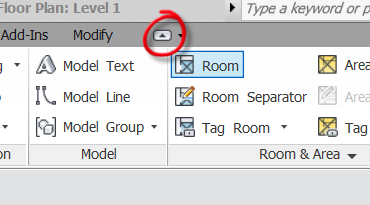 Floor Plan: Level 1
Type a keyword or p
Add-Ins Modify
Model Text
Model Line
Model Group
Model
Room
Room Separator
Tag Room
Area
Area
Tag
Room & Area
on